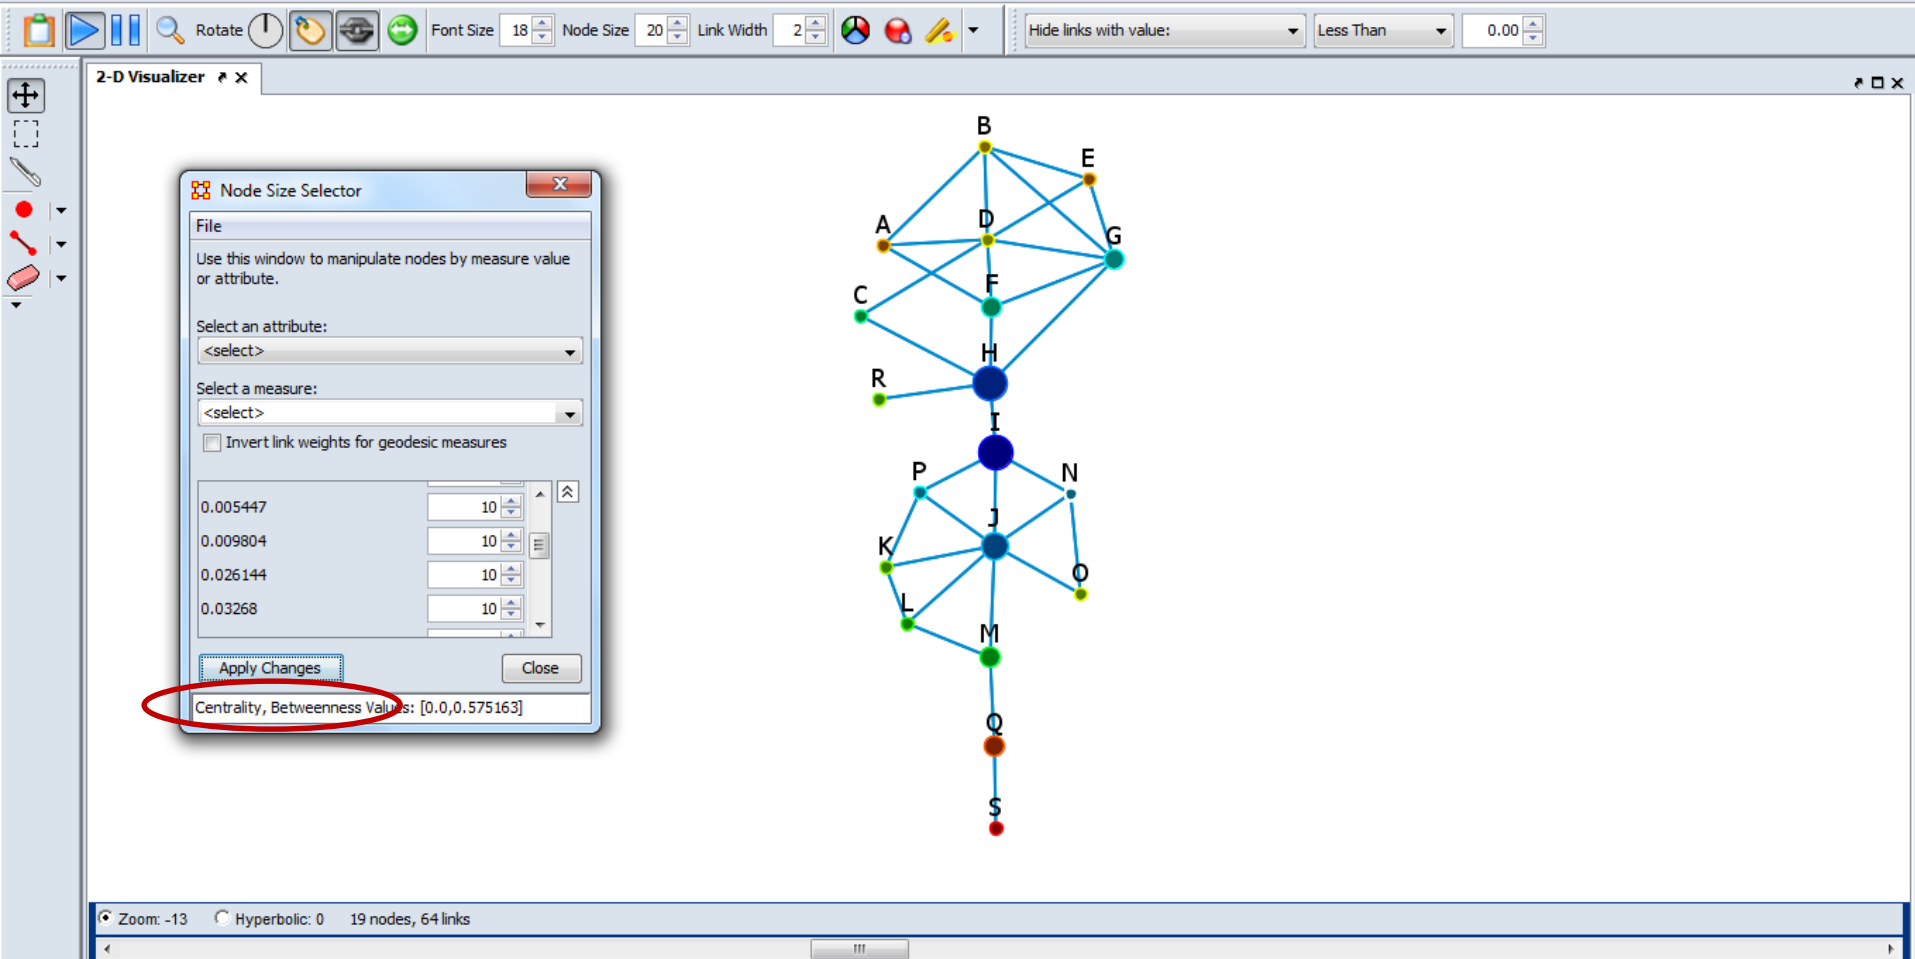 Rotate Font Size 18 Node Size 20 Link Width 2 Hide links with value: Less Than 0.00
2-D Visualizer
B
E
A
D
G
C
F
H
R
I
P
N
J
K
O
L
M
Q
S
Node Size Selector
File
Use this window to manipulate nodes by measure value
or attribute.
Select an attribute:
<select>
Select a measure:
<select>
Invert link weights for geodesic measures
0.005447 10
0.009804 10
0.026144 10
0.03268 10
Apply Changes Close
Centrality, Betweenness Values: [0.0,0.575163]
Zoom: -13 Hyperbolic: 0 19 nodes, 64 links